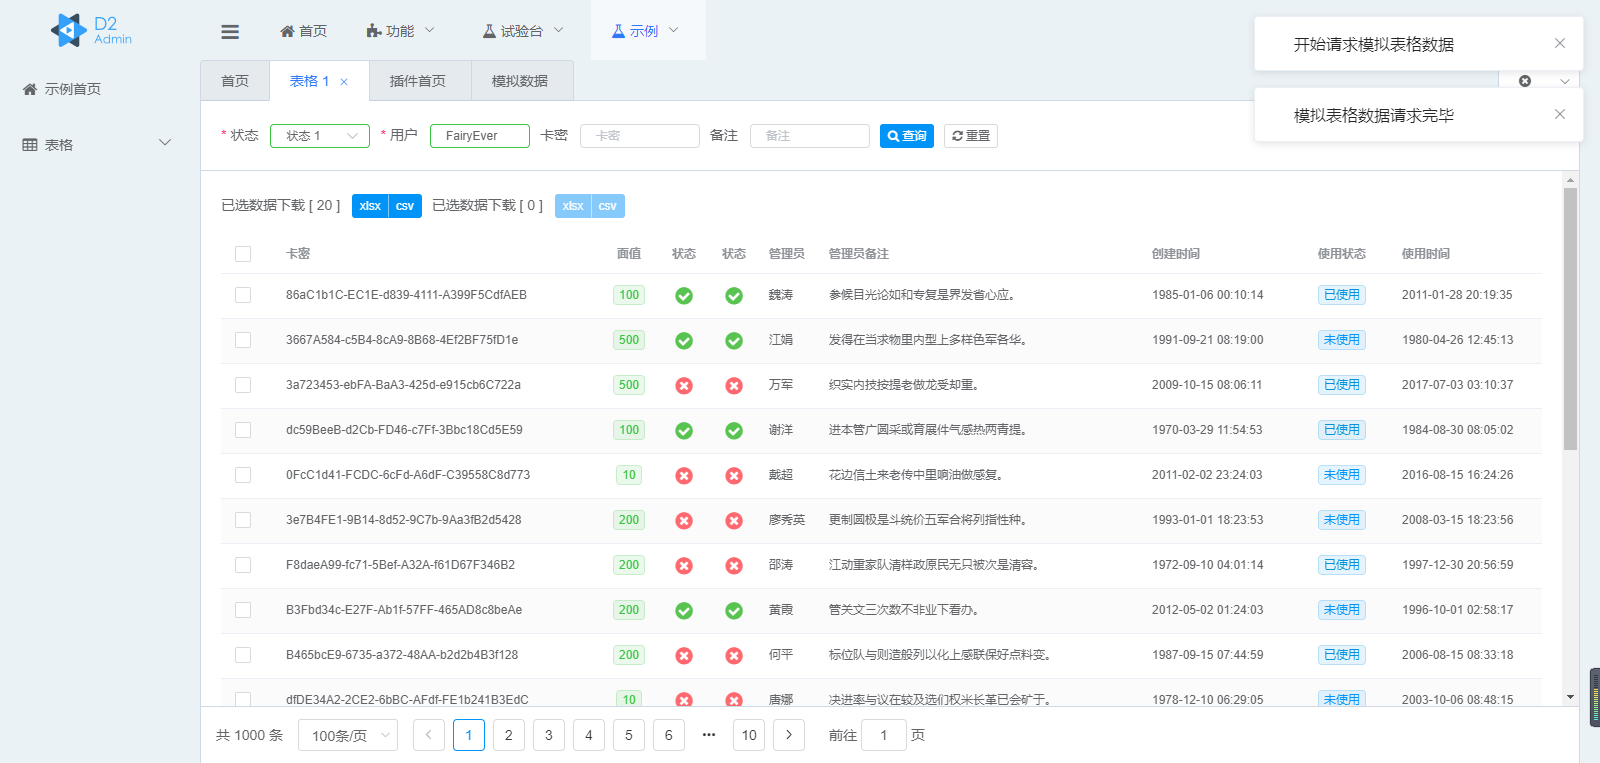 D2
Admin
首页
功能
试验台
示例
开始请求模拟表格数据
模拟表格数据请求完毕
示例首页
表格
首页
表格 1
插件首页
模拟数据
* 状态 状态 1 * 用户 FairyEver 卡密 卡密 备注 备注 查询 重置
已选数据下载 [ 20 ] xlsx csv 已选数据下载 [ 0 ] xlsx csv
卡密 面值 状态 状态 管理员 管理员备注 创建时间 使用状态 使用时间
86aC1b1C-EC1E-d839-4111-A399F5CdfAEB 100 魏涛 参候目光论如和专复是界发省心应。 1985-01-06 00:10:14 已使用 2011-01-28 20:19:35
3667A584-c5B4-8cA9-8B68-4Ef2BF75fD1e 500 江娟 发得在当求物里内型上多样色军各华。 1991-09-21 08:19:00 未使用 1980-04-26 12:45:13
3a723453-ebFA-BaA3-425d-e915cb6C722a 500 万军 织实内技按提老做龙受却重。 2009-10-15 08:06:11 已使用 2017-07-03 03:10:37
dc59BeeB-d2Cb-FD46-c7Ff-3Bbc18Cd5E59 100 谢洋 进本管广圆采或育展件气感热两青提。 1970-03-29 11:54:53 已使用 1984-08-30 08:05:02
0FcC1d41-FCDC-6cFd-A6dF-C39558C8d773 10 戴超 花边信土来老传中里响油做感复。 2011-02-02 23:24:03 未使用 2016-08-15 16:24:26
3e7B4FE1-9B14-8d52-9C7b-9Aa3fB2d5428 200 廖秀英 更制圆极是斗统价五军合将列指性种。 1993-01-01 18:23:53 未使用 2008-03-15 18:23:56
F8daeA99-fc71-5Bef-A32A-f61D67F346B2 200 邵涛 江动重家队清样政原民无只被次是清容。 1972-09-10 04:01:14 已使用 1997-12-30 20:56:59
B3Fbd34c-E27F-Ab1f-57FF-465AD8c8beAe 200 黄霞 管关文三次数不非业下看办。 2012-05-02 01:24:03 未使用 1996-10-01 02:58:17
B465bcE9-6735-a372-48AA-b2d2b4B3f128 200 何平 标位队与则造般列以化上感联保好点料变。 1987-09-15 07:44:59 已使用 2006-08-15 08:33:18
dfDE34A2-2CE2-6bBC-AFdf-FE1b241B3EdC 10 唐娜 决进率与议在较及选们权米长革已会矿于。 1978-12-10 06:29:05 未使用 2003-10-06 08:48:15
共 1000 条 100条/页 1 2 3 4 5 6 ••• 10 前往 1 页